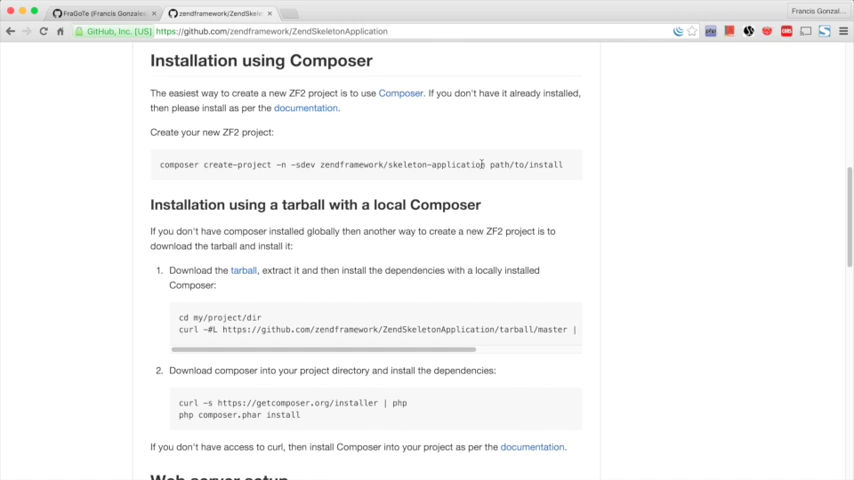 FraGoTe (Francis Gonzales
zendframework/ZendSkele
Francis Gonzal...
GitHub, Inc. [US] https://github.com/zendframework/ZendSkeletonApplication
Installation using Composer
The easiest way to create a new ZF2 project is to use Composer. If you don't have it already installed,
then please install as per the documentation.
Create your new ZF2 project:
composer create-project -n -sdev zendframework/skeleton-application path/to/install
Installation using a tarball with a local Composer
If you don't have composer installed globally then another way to create a new ZF2 project is to
download the tarball and install it:
1. Download the tarball, extract it and then install the dependencies with a locally installed
Composer:
cd my/project/dir
curl -#L https://github.com/zendframework/ZendSkeletonApplication/tarball/master |
2. Download composer into your project directory and install the dependencies:
curl -s https://getcomposer.org/installer | php
php composer.phar install
If you don't have access to curl, then install Composer into your project as per the documentation.
Web server setup